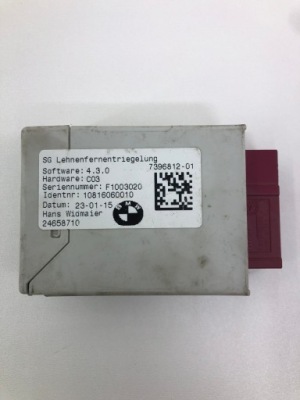 SG Lehnenfernentriegelung
7396812-01
Software: 4.3.0
Hardware: C03
Seriennummer: F1003020
Identnr: 10816060010
Datum: 23-01-15
Hans Widmaier
24658710
BMW